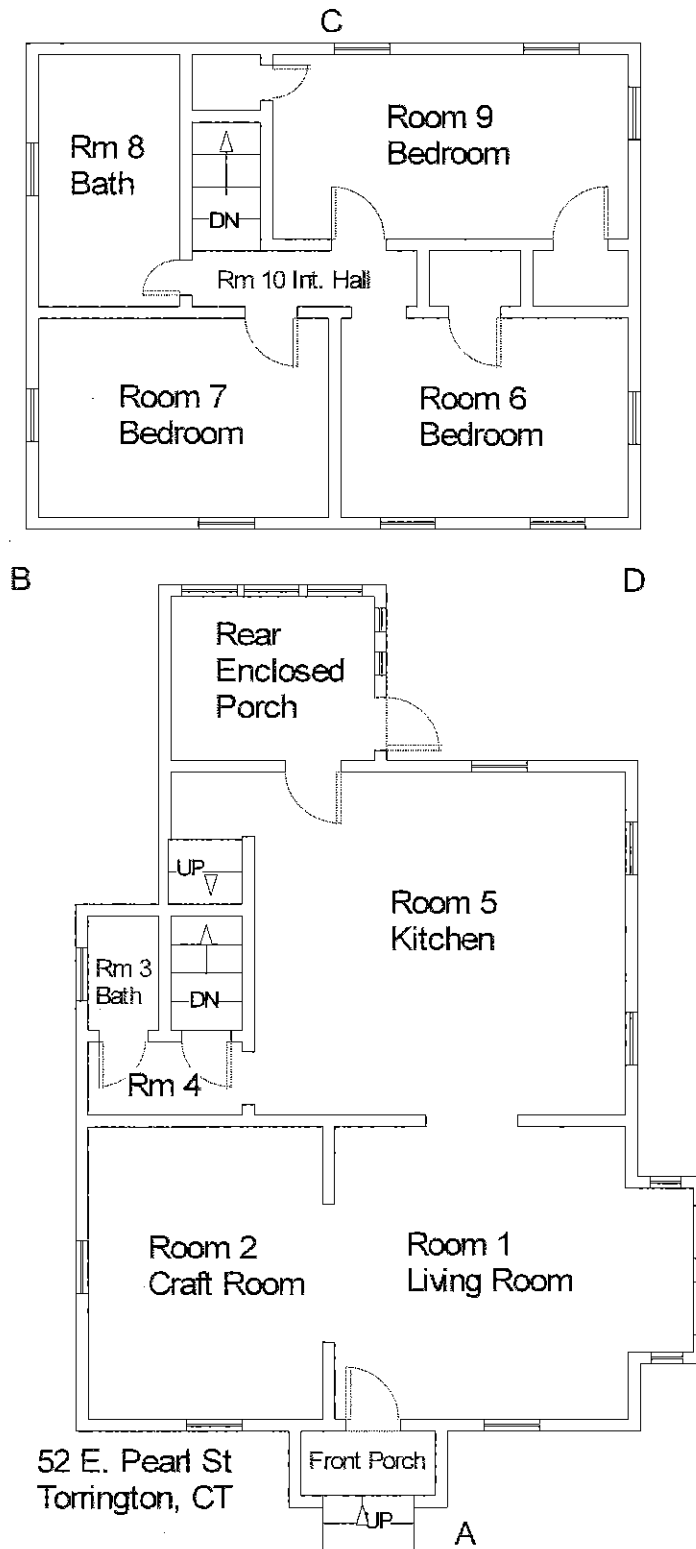 C
Rm 8
Bath
Room 9
Bedroom
DN
Rm 10 Int. Hall
Room 7
Bedroom
Room 6
Bedroom
B
D
Rear
Enclosed
Porch
UP
Room 5
Kitchen
Rm 3
Bath
DN
Rm 4
Room 2
Craft Room
Room 1
Living Room
52 E. Pearl St
Torrington, CT
Front Porch
UP
A